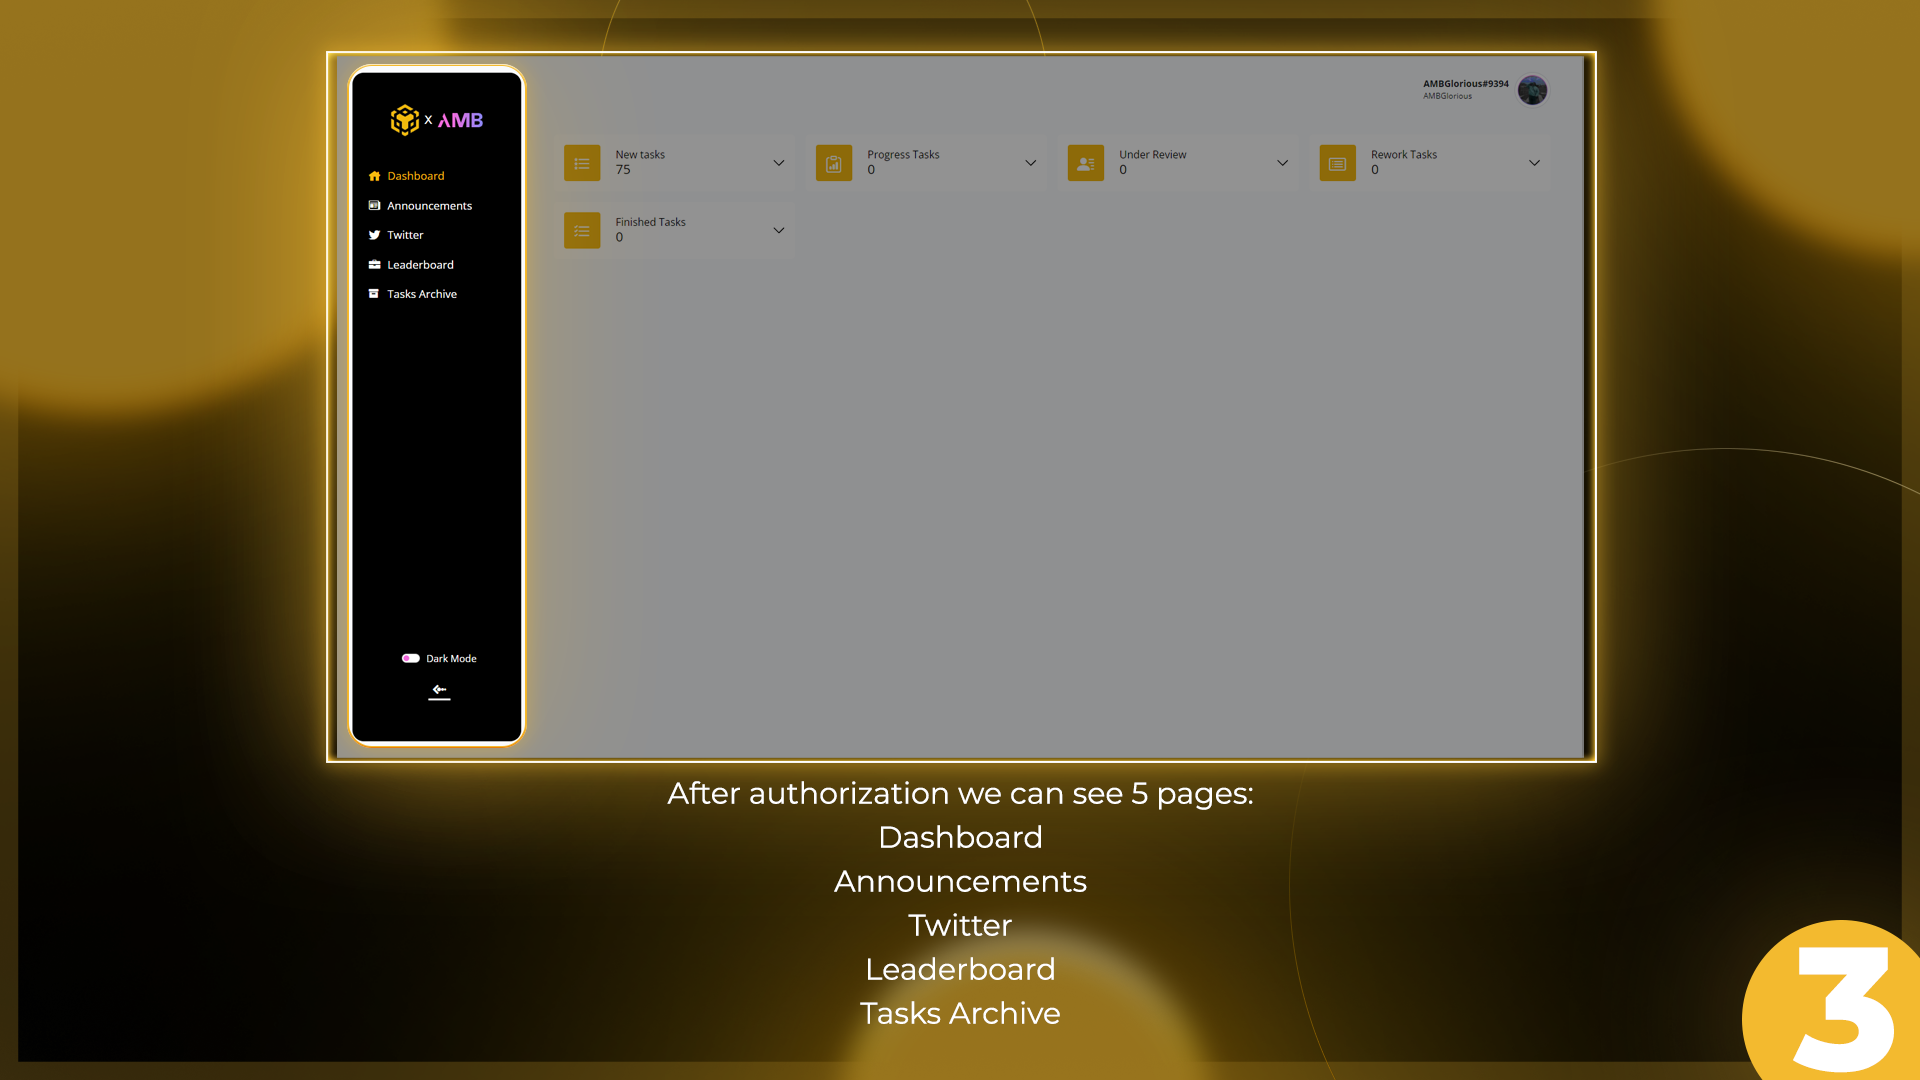 x AMB
Dashboard
Announcements
Twitter
Leaderboard
Tasks Archive
Dark Mode
AMBGlorious#9394
AMBGlorious
New tasks
75
Progress Tasks
0
Under Review
0
Rework Tasks
0
Finished Tasks
0
After authorization we can see 5 pages:
Dashboard
Announcements
Twitter
Leaderboard
Tasks Archive
3